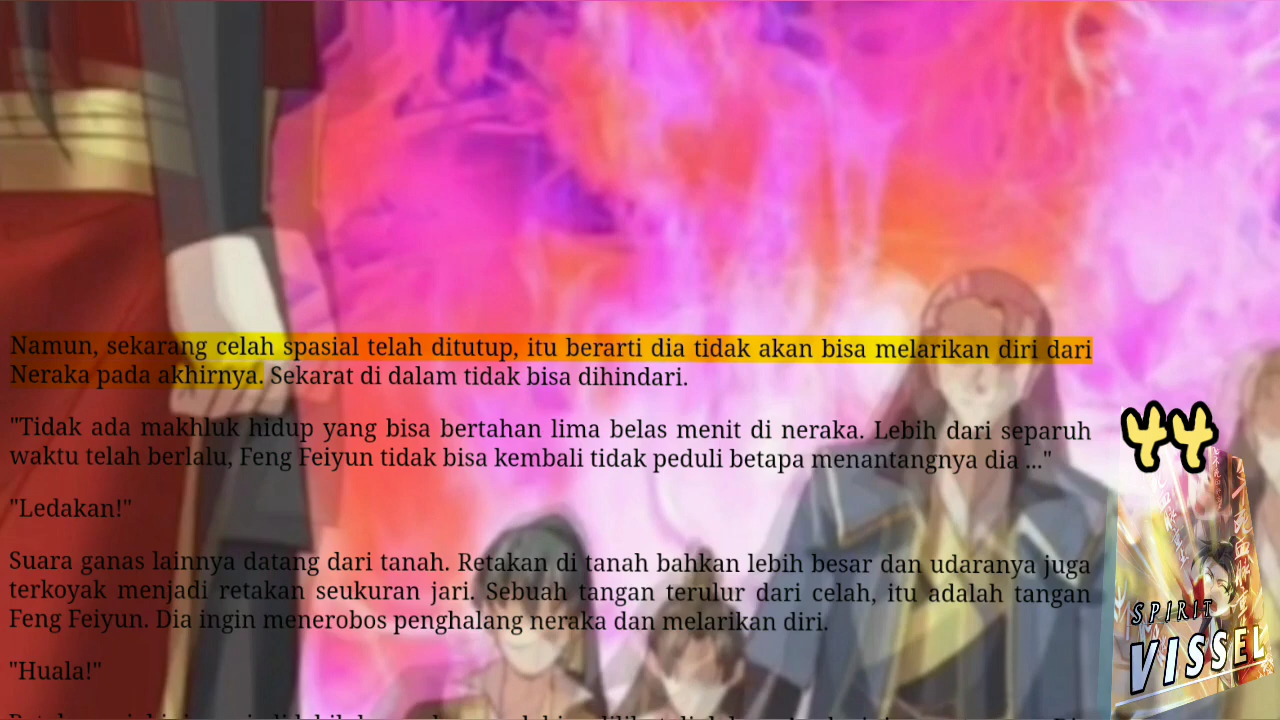 Namun, sekarang celah spasial telah ditutup, itu berarti dia tidak akan bisa melarikan diri dari
Neraka pada akhirnya. Sekarat di dalam tidak bisa dihindari.
"Tidak ada makhluk hidup yang bisa bertahan lima belas menit di neraka. Lebih dari separuh
waktu telah berlalu, Feng Feiyun tidak bisa kembali tidak peduli betapa menantangnya dia ..."
"Ledakan!"
Suara ganas lainnya datang dari tanah. Retakan di tanah bahkan lebih besar dan udaranya juga
terkoyak menjadi retakan seukuran jari. Sebuah tangan terulur dari celah, itu adalah tangan
Feng Feiyun. Dia ingin menerobos penghalang neraka dan melarikan diri.
"Huala!"
44
SPIRIT
VISSEL